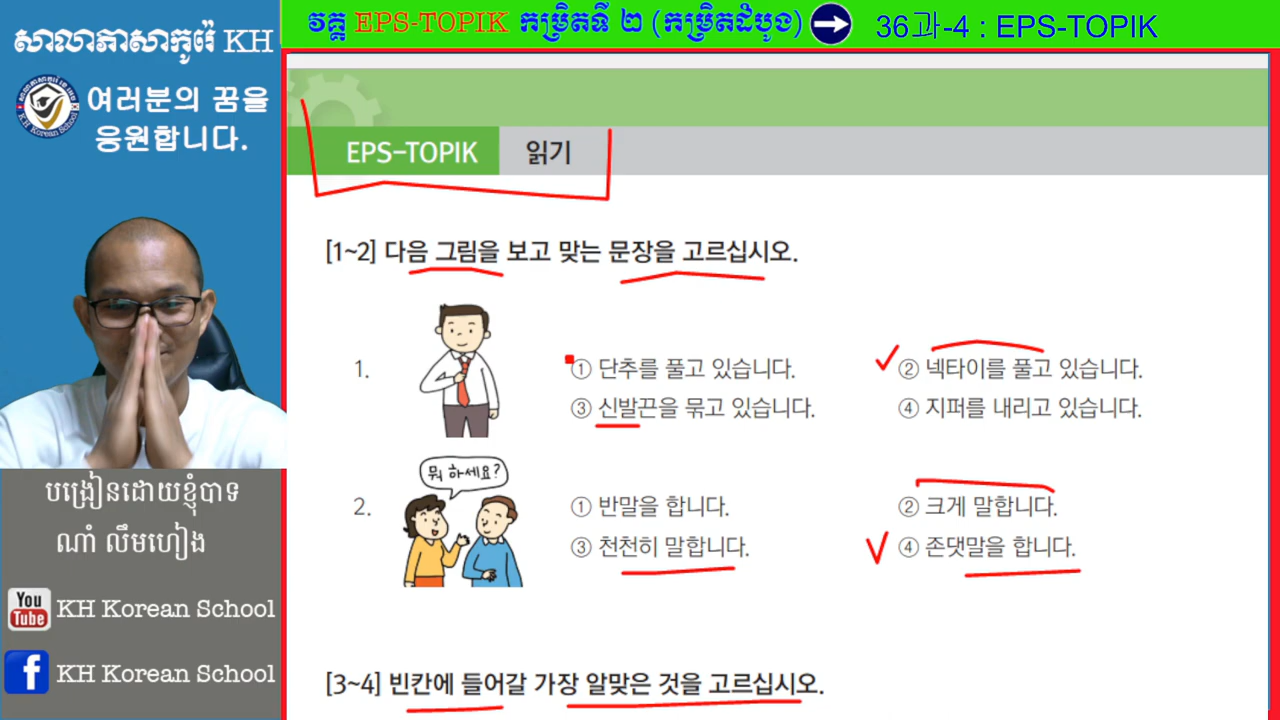 សាលាភាសាកូរ៉េ KH
KH Korean School
여러분의 꿈을
응원합니다.
វគ្គ EPS-TOPIK កម្រិតទី ២ (កម្រិតដំបូង)
36과-4 : EPS-TOPIK
EPS-TOPIK 읽기
[1~2] 다음 그림을 보고 맞는 문장을 고르십시오.
1.
① 단추를 풀고 있습니다.
② 넥타이를 풀고 있습니다.
③ 신발끈을 묶고 있습니다.
④ 지퍼를 내리고 있습니다.
2.
뭐 하세요?
① 반말을 합니다.
② 크게 말합니다.
③ 천천히 말합니다.
④ 존댓말을 합니다.
[3~4] 빈칸에 들어갈 가장 알맞은 것을 고르십시오.
បង្រៀនដោយខ្ញុំបាទ
ណាំ លឹមហៀង
You Tube KH Korean School
f KH Korean School